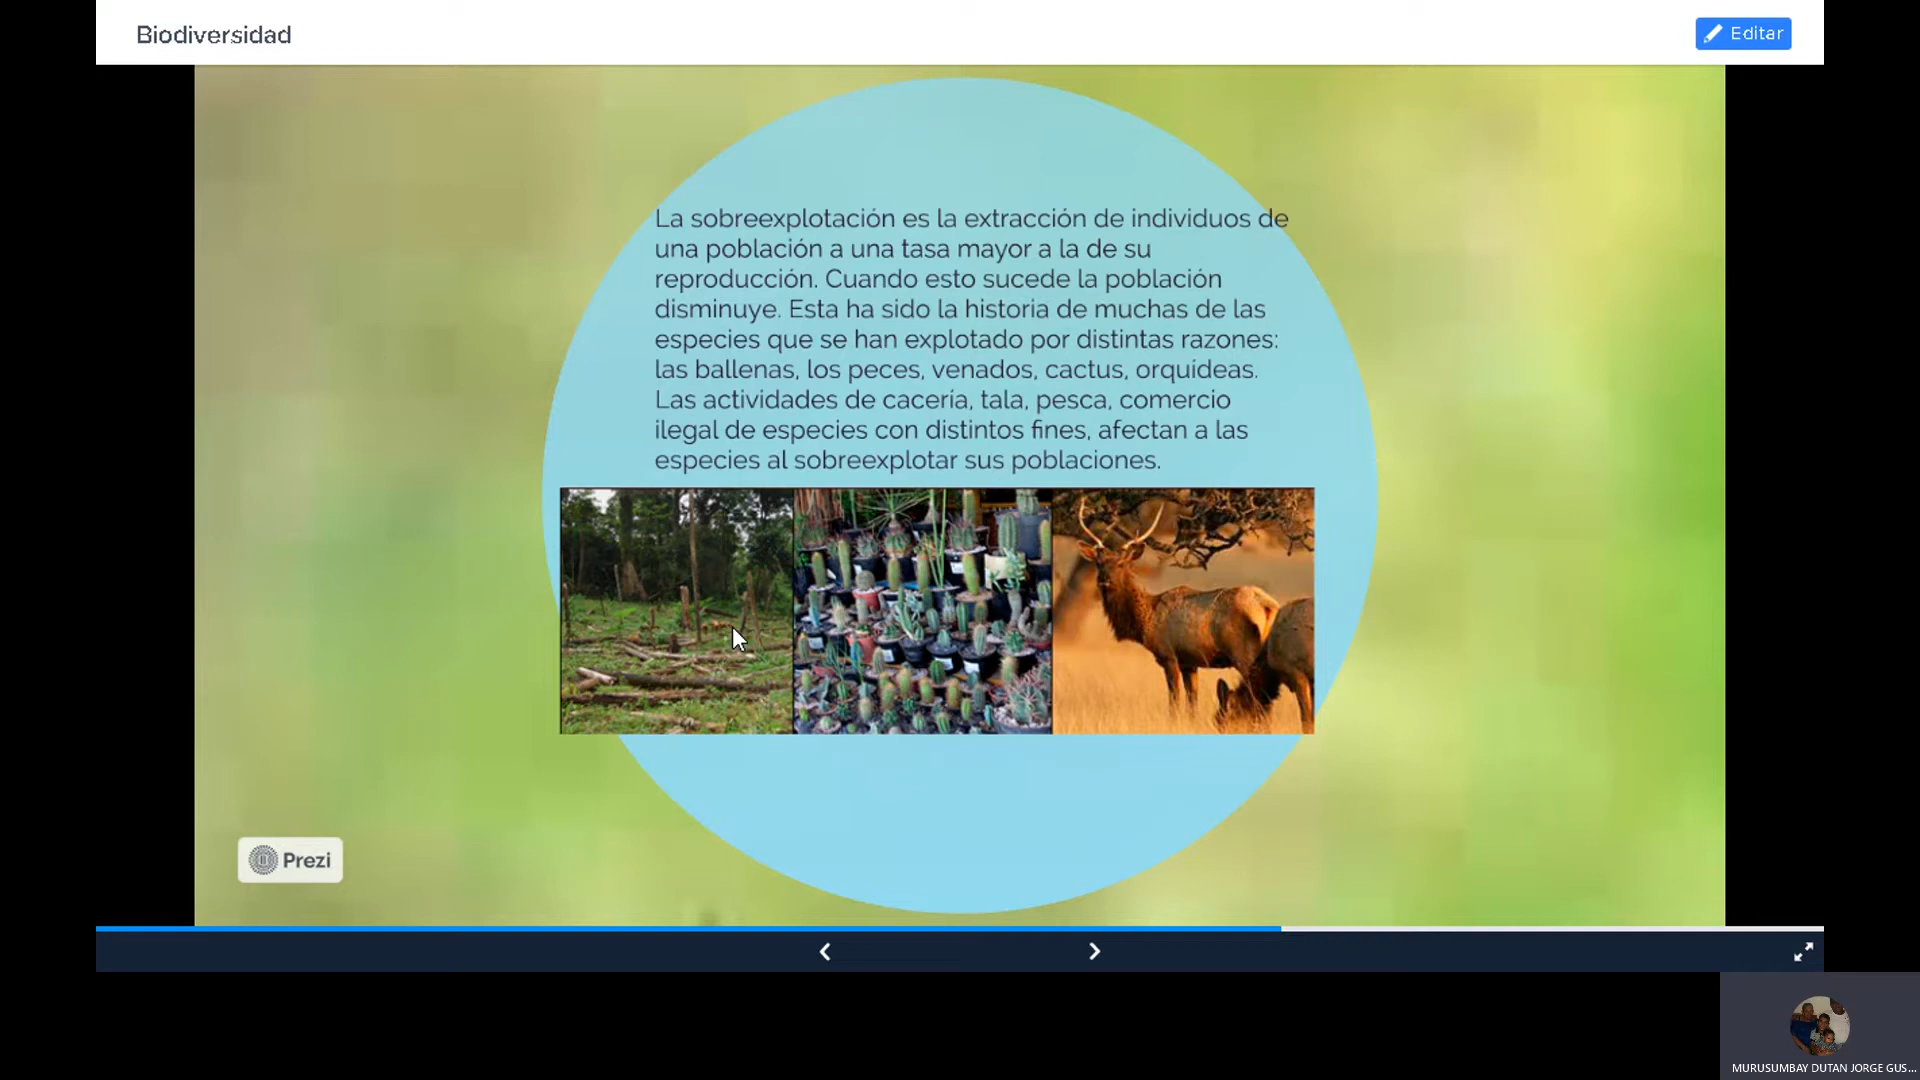 Biodiversidad
Editar
La sobreexplotación es la extracción de individuos de
una población a una tasa mayor a la de su
reproducción. Cuando esto sucede la población
disminuye. Esta ha sido la historia de muchas de las
especies que se han explotado por distintas razones:
las ballenas, los peces, venados, cactus, orquídeas.
Las actividades de cacería, tala, pesca, comercio
ilegal de especies con distintos fines, afectan a las
especies al sobreexplotar sus poblaciones.
Prezi
MURUSUMBAY DUTAN JORGE GUS...